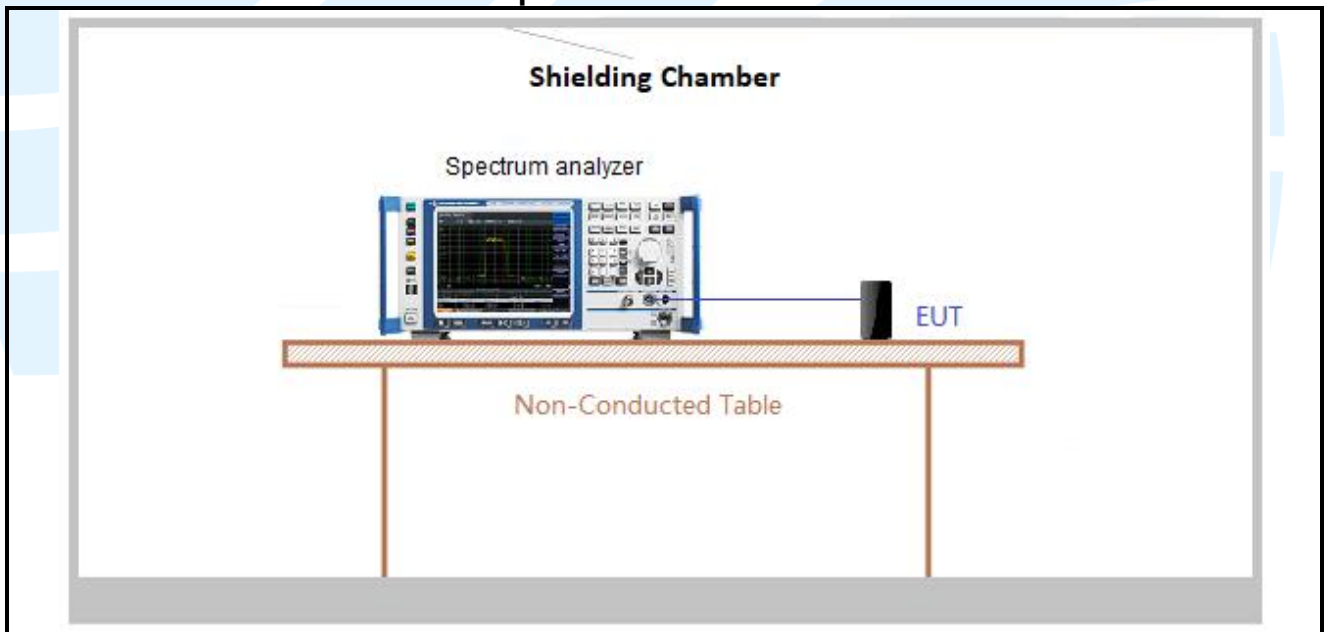 Shielding Chamber
Spectrum analyzer
EUT
Non-Conducted Table